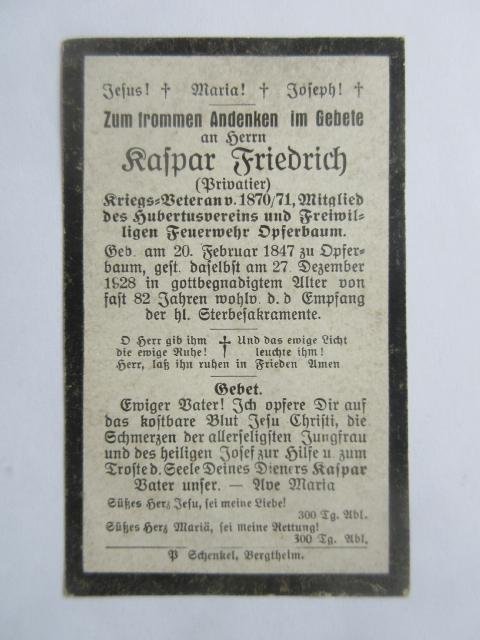 Jesus! † Maria! † Joseph! †
Zum frommen Andenken im Gebete
an Herrn
Kaspar Friedrich
(Privatier)
Kriegs-Veteran v. 1870/71, Mitglied
des Hubertusvereins und Freiwil-
ligen Feuerwehr Opferbaum.
Geb. am 20. Februar 1847 zu Opfer-
baum, gest. daselbst am 27. Dezember
1928 in gottbegnadigtem Alter von
fast 82 Jahren wohlv. d. d Empfang
der hl. Sterbesakramente.
O Herr gib ihm † Und das ewige Licht
die ewige Ruhe! leuchte ihm!
Herr, laß ihn ruhen in Frieden Amen
Gebet.
Ewiger Vater! Ich opfere Dir auf
das kostbare Blut Jesu Christi, die
Schmerzen der allerseligsten Jungfrau
und des heiligen Josef zur Hilfe u. zum
Troste d. Seele Deines Dieners Kaspar
Vater unser. — Ave Maria
Süßes Herz Jesu, sei meine Liebe!
300 Tg. Abl.
Süßes Herz Mariä, sei meine Rettung!
300 Tg. Abl.
P Schenkel, Bergtheim.